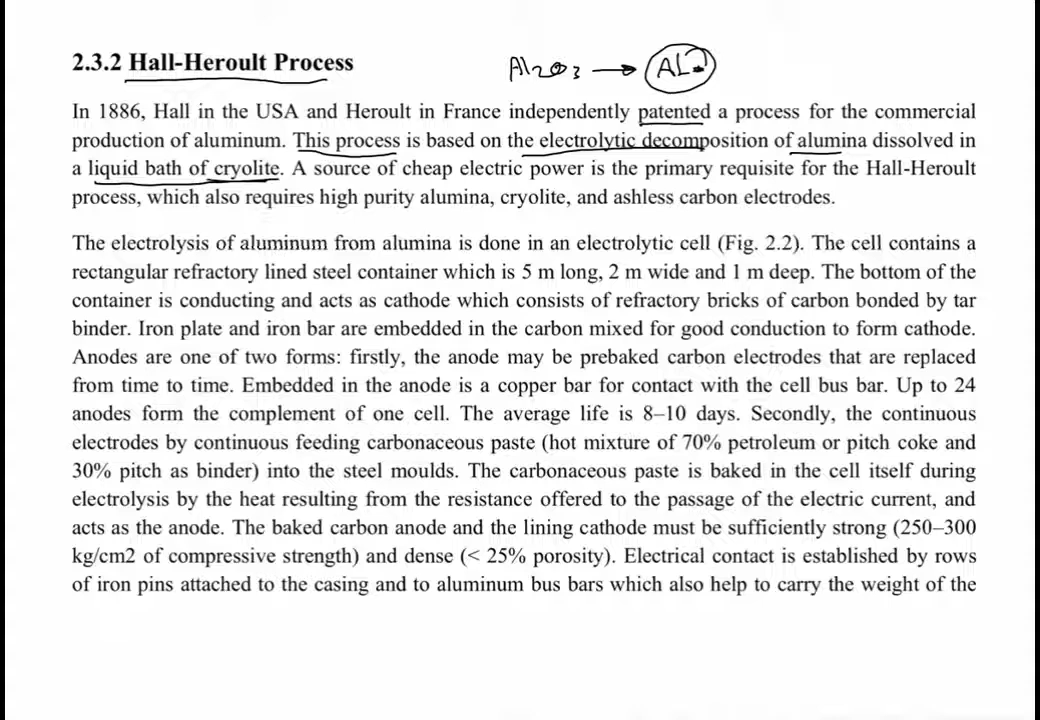 2.3.2 Hall-Heroult Process Al2O3 → AL
In 1886, Hall in the USA and Heroult in France independently patented a process for the commercial
production of aluminum. This process is based on the electrolytic decomposition of alumina dissolved in
a liquid bath of cryolite. A source of cheap electric power is the primary requisite for the Hall-Heroult
process, which also requires high purity alumina, cryolite, and ashless carbon electrodes.
The electrolysis of aluminum from alumina is done in an electrolytic cell (Fig. 2.2). The cell contains a
rectangular refractory lined steel container which is 5 m long, 2 m wide and 1 m deep. The bottom of the
container is conducting and acts as cathode which consists of refractory bricks of carbon bonded by tar
binder. Iron plate and iron bar are embedded in the carbon mixed for good conduction to form cathode.
Anodes are one of two forms: firstly, the anode may be prebaked carbon electrodes that are replaced
from time to time. Embedded in the anode is a copper bar for contact with the cell bus bar. Up to 24
anodes form the complement of one cell. The average life is 8–10 days. Secondly, the continuous
electrodes by continuous feeding carbonaceous paste (hot mixture of 70% petroleum or pitch coke and
30% pitch as binder) into the steel moulds. The carbonaceous paste is baked in the cell itself during
electrolysis by the heat resulting from the resistance offered to the passage of the electric current, and
acts as the anode. The baked carbon anode and the lining cathode must be sufficiently strong (250–300
kg/cm2 of compressive strength) and dense (< 25% porosity). Electrical contact is established by rows
of iron pins attached to the casing and to aluminum bus bars which also help to carry the weight of the